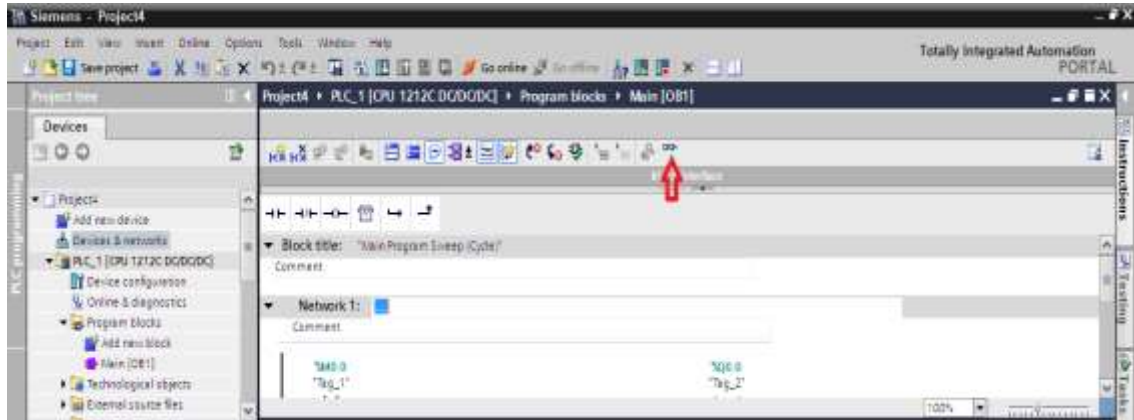 Siemens - Project4
Project Edit View Insert Online Options Tools Window Help
Totally Integrated Automation
PORTAL
Save project
Go online
Project tree
Project4 PLC_1 [CPU 1212C DC/DC/DC] Program blocks Main [OB1]
Devices
Project4
Add new device
Devices & networks
PLC_1 [CPU 1212C DC/DC/DC]
Device configuration
Online & diagnostics
Program blocks
Add new block
Main [OB1]
Technological objects
External source files
Block title: "Main Program Sweep (Cycle)"
Comment
Network 1:
Comment
%M0.0
"Tag_1"
%Q0.0
"Tag_2"
100%
PLC programming
Instructions
Testing
Task